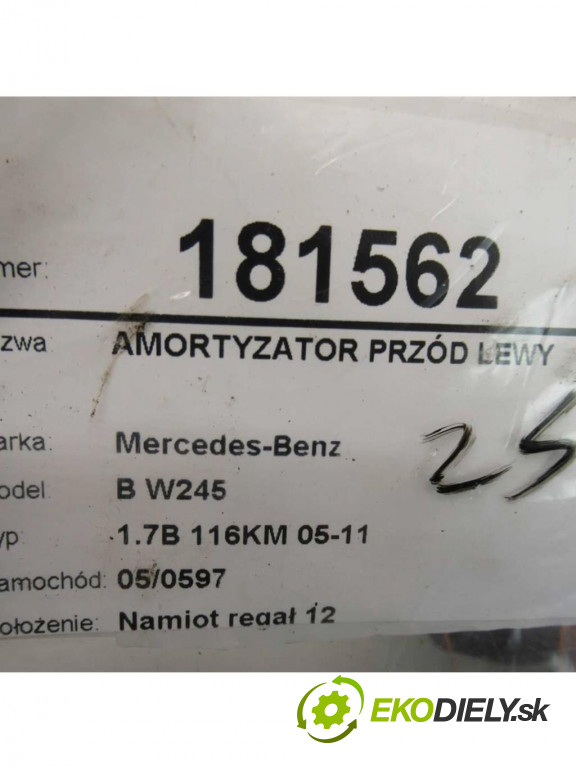 mer: 181562
zwa AMORTYZATOR PRZÓD LEWY
arka: Mercedes-Benz
odel: B W245
yp: 1.7B 116KM 05-11
amochód: 05/0597
ołożenie: Namiot regał 12
EKODIELY.sk